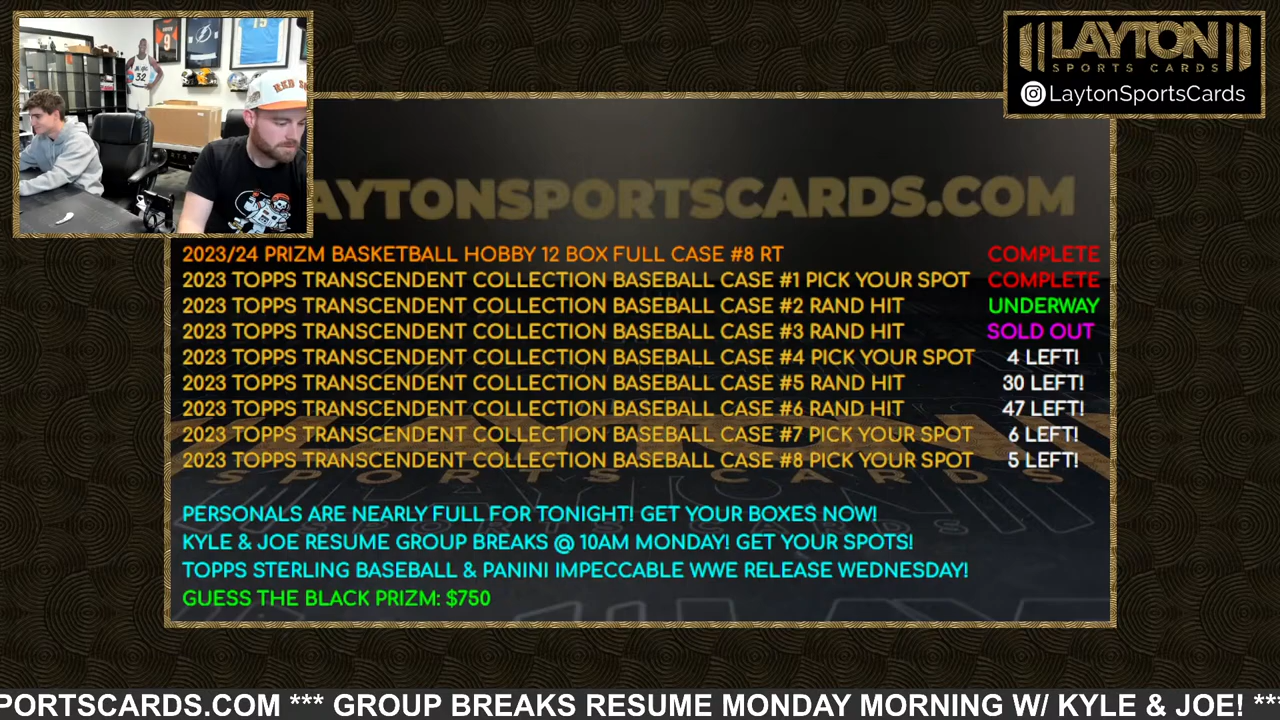 LAYTON
SPORTS CARDS
LaytonSportsCards
AYTONSPORTSCARDS.COM
2023/24 PRIZM BASKETBALL HOBBY 12 BOX FULL CASE #8 RT COMPLETE
2023 TOPPS TRANSCENDENT COLLECTION BASEBALL CASE #1 PICK YOUR SPOT COMPLETE
2023 TOPPS TRANSCENDENT COLLECTION BASEBALL CASE #2 RAND HIT UNDERWAY
2023 TOPPS TRANSCENDENT COLLECTION BASEBALL CASE #3 RAND HIT SOLD OUT
2023 TOPPS TRANSCENDENT COLLECTION BASEBALL CASE #4 PICK YOUR SPOT 4 LEFT!
2023 TOPPS TRANSCENDENT COLLECTION BASEBALL CASE #5 RAND HIT 30 LEFT!
2023 TOPPS TRANSCENDENT COLLECTION BASEBALL CASE #6 RAND HIT 47 LEFT!
2023 TOPPS TRANSCENDENT COLLECTION BASEBALL CASE #7 PICK YOUR SPOT 6 LEFT!
2023 TOPPS TRANSCENDENT COLLECTION BASEBALL CASE #8 PICK YOUR SPOT 5 LEFT!
SPORTS CARDS
PERSONALS ARE NEARLY FULL FOR TONIGHT! GET YOUR BOXES NOW!
KYLE & JOE RESUME GROUP BREAKS @ 10AM MONDAY! GET YOUR SPOTS!
TOPPS STERLING BASEBALL & PANINI IMPECCABLE WWE RELEASE WEDNESDAY!
GUESS THE BLACK PRIZM: $750
PORTSCARDS.COM *** GROUP BREAKS RESUME MONDAY MORNING W/ KYLE & JOE! **